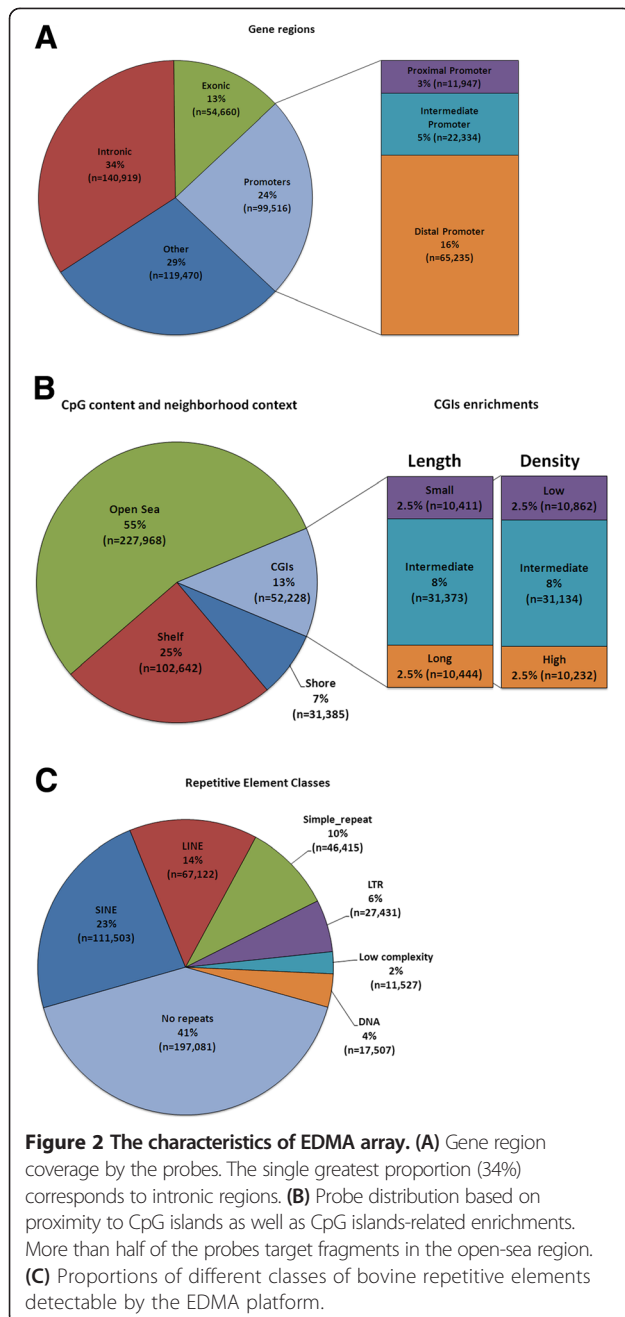 A
Gene regions
Exonic
13%
(n=54,660)
Intronic
34%
(n=140,919)
Promoters
24%
(n=99,516)
Other
29%
(n=119,470)
Proximal Promoter
3% (n=11,947)
Intermediate
Promoter
5% (n=22,334)
Distal Promoter
16%
(n=65,235)
B
CpG content and neighborhood context
CGIs enrichments
Open Sea
55%
(n=227,968)
CGIs
13%
(n=52,228)
Shelf
25%
(n=102,642)
Shore
7%
(n=31,385)
Length
Small
2.5% (n=10,411)
Intermediate
8%
(n=31,373)
Long
2.5% (n=10,444)
Density
Low
2.5% (n=10,862)
Intermediate
8%
(n=31,134)
High
2.5% (n=10,232)
C
Repetitive Element Classes
LINE
14%
(n=67,122)
Simple_repeat
10%
(n=46,415)
LTR
6%
(n=27,431)
SINE
23%
(n=111,503)
Low complexity
2%
(n=11,527)
No repeats
41%
(n=197,081)
DNA
4%
(n=17,507)
Figure 2 The characteristics of EDMA array. (A) Gene region
coverage by the probes. The single greatest proportion (34%)
corresponds to intronic regions. (B) Probe distribution based on
proximity to CpG islands as well as CpG islands-related enrichments.
More than half of the probes target fragments in the open-sea region.
(C) Proportions of different classes of bovine repetitive elements
detectable by the EDMA platform.